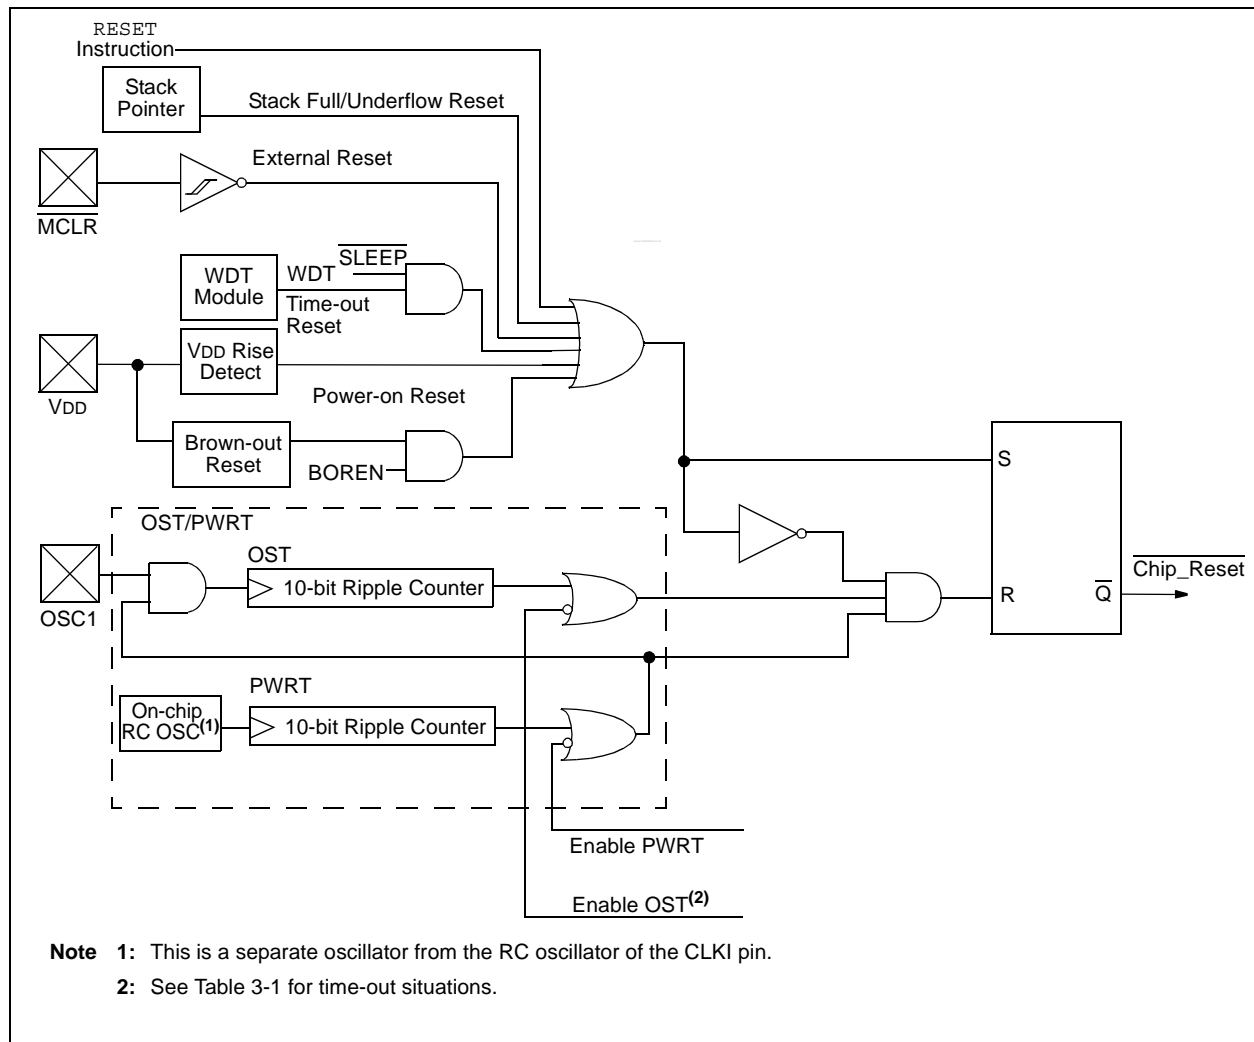 RESET
Instruction
Stack
Pointer
Stack Full/Underflow Reset
External Reset
MCLR
SLEEP
WDT
Module
WDT
Time-out
Reset
VDD Rise
Detect
VDD
Power-on Reset
Brown-out
Reset
BOREN
S
OST/PWRT
OST
10-bit Ripple Counter
OSC1
Chip_Reset
R
Q
PWRT
On-chip
RC OSC(1)
10-bit Ripple Counter
Enable PWRT
Enable OST(2)
Note 1: This is a separate oscillator from the RC oscillator of the CLKI pin.
2: See Table 3-1 for time-out situations.